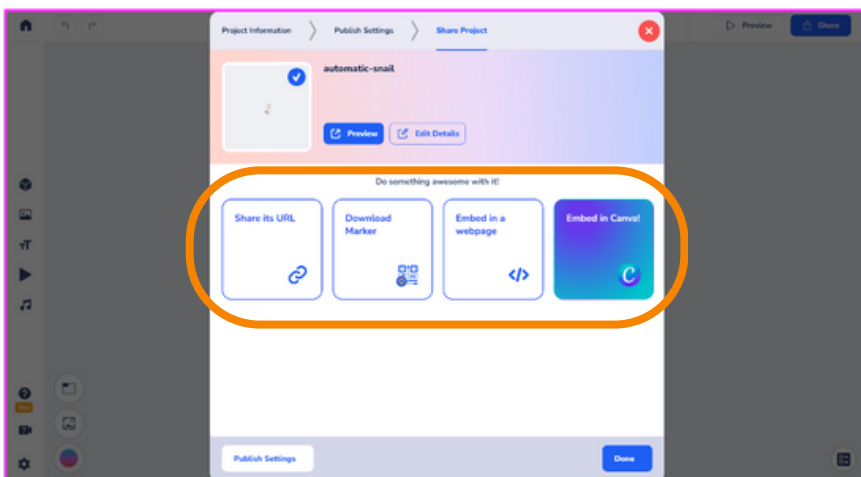 Project Information
Publish Settings
Share Project
Preview
Share
automatic-snail
Preview
Edit Details
Do something awesome with it!
Share its URL
Download
Marker
Embed in a
webpage
Embed in Canva!
Publish Settings
Done